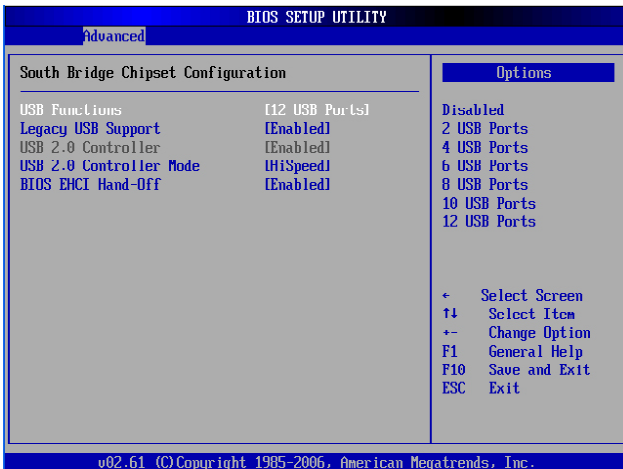 BIOS SETUP UTILITY
Advanced
South Bridge Chipset Configuration
USB Functions [12 USB Ports]
Legacy USB Support [Enabled]
USB 2.0 Controller [Enabled]
USB 2.0 Controller Mode [HiSpeed]
BIOS EHCI Hand-Off [Enabled]
Options
Disabled
2 USB Ports
4 USB Ports
6 USB Ports
8 USB Ports
10 USB Ports
12 USB Ports
← Select Screen
↑↓ Select Item
+- Change Option
F1 General Help
F10 Save and Exit
ESC Exit
v02.61 (C)Copyright 1985-2006, American Megatrends, Inc.